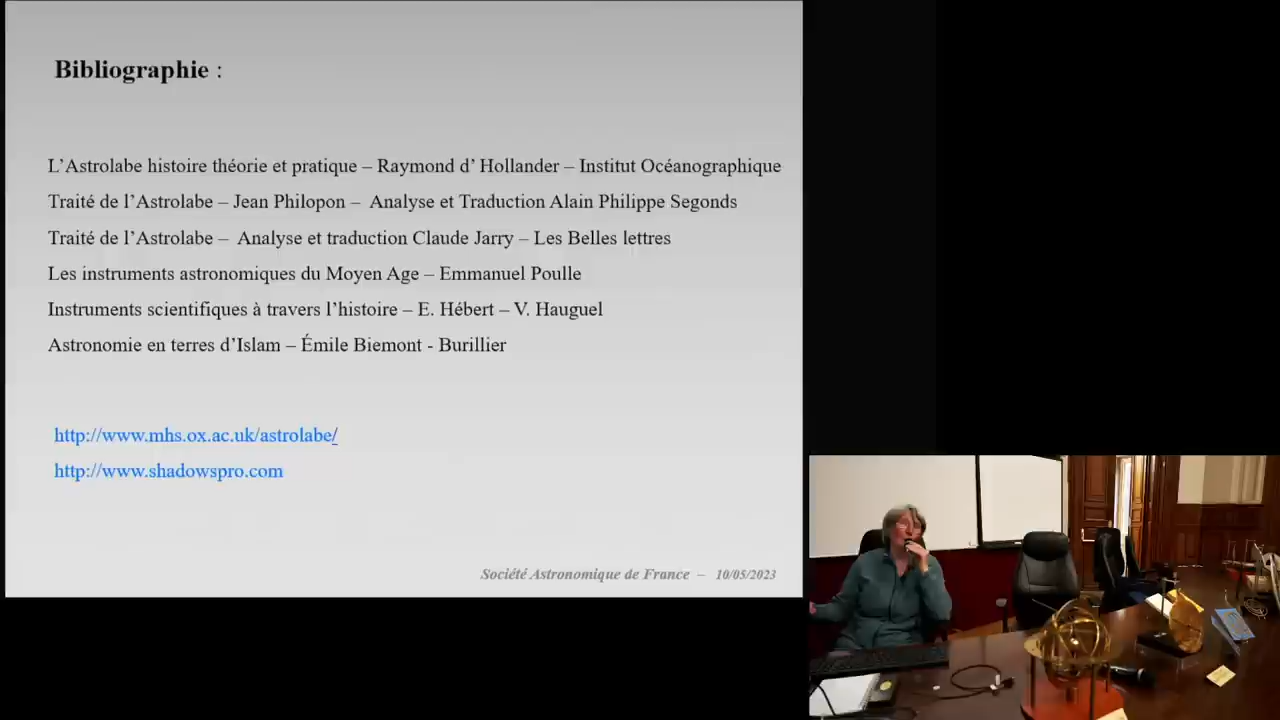 Bibliographie :
L’Astrolabe histoire théorie et pratique – Raymond d’ Hollander – Institut Océanographique
Traité de l’Astrolabe – Jean Philopon – Analyse et Traduction Alain Philippe Segonds
Traité de l’Astrolabe – Analyse et traduction Claude Jarry – Les Belles lettres
Les instruments astronomiques du Moyen Age – Emmanuel Poulle
Instruments scientifiques à travers l’histoire – E. Hébert – V. Hauguel
Astronomie en terres d’Islam – Émile Biemont - Burillier
http://www.mhs.ox.ac.uk/astrolabe/
http://www.shadowspro.com
Société Astronomique de France – 10/05/2023